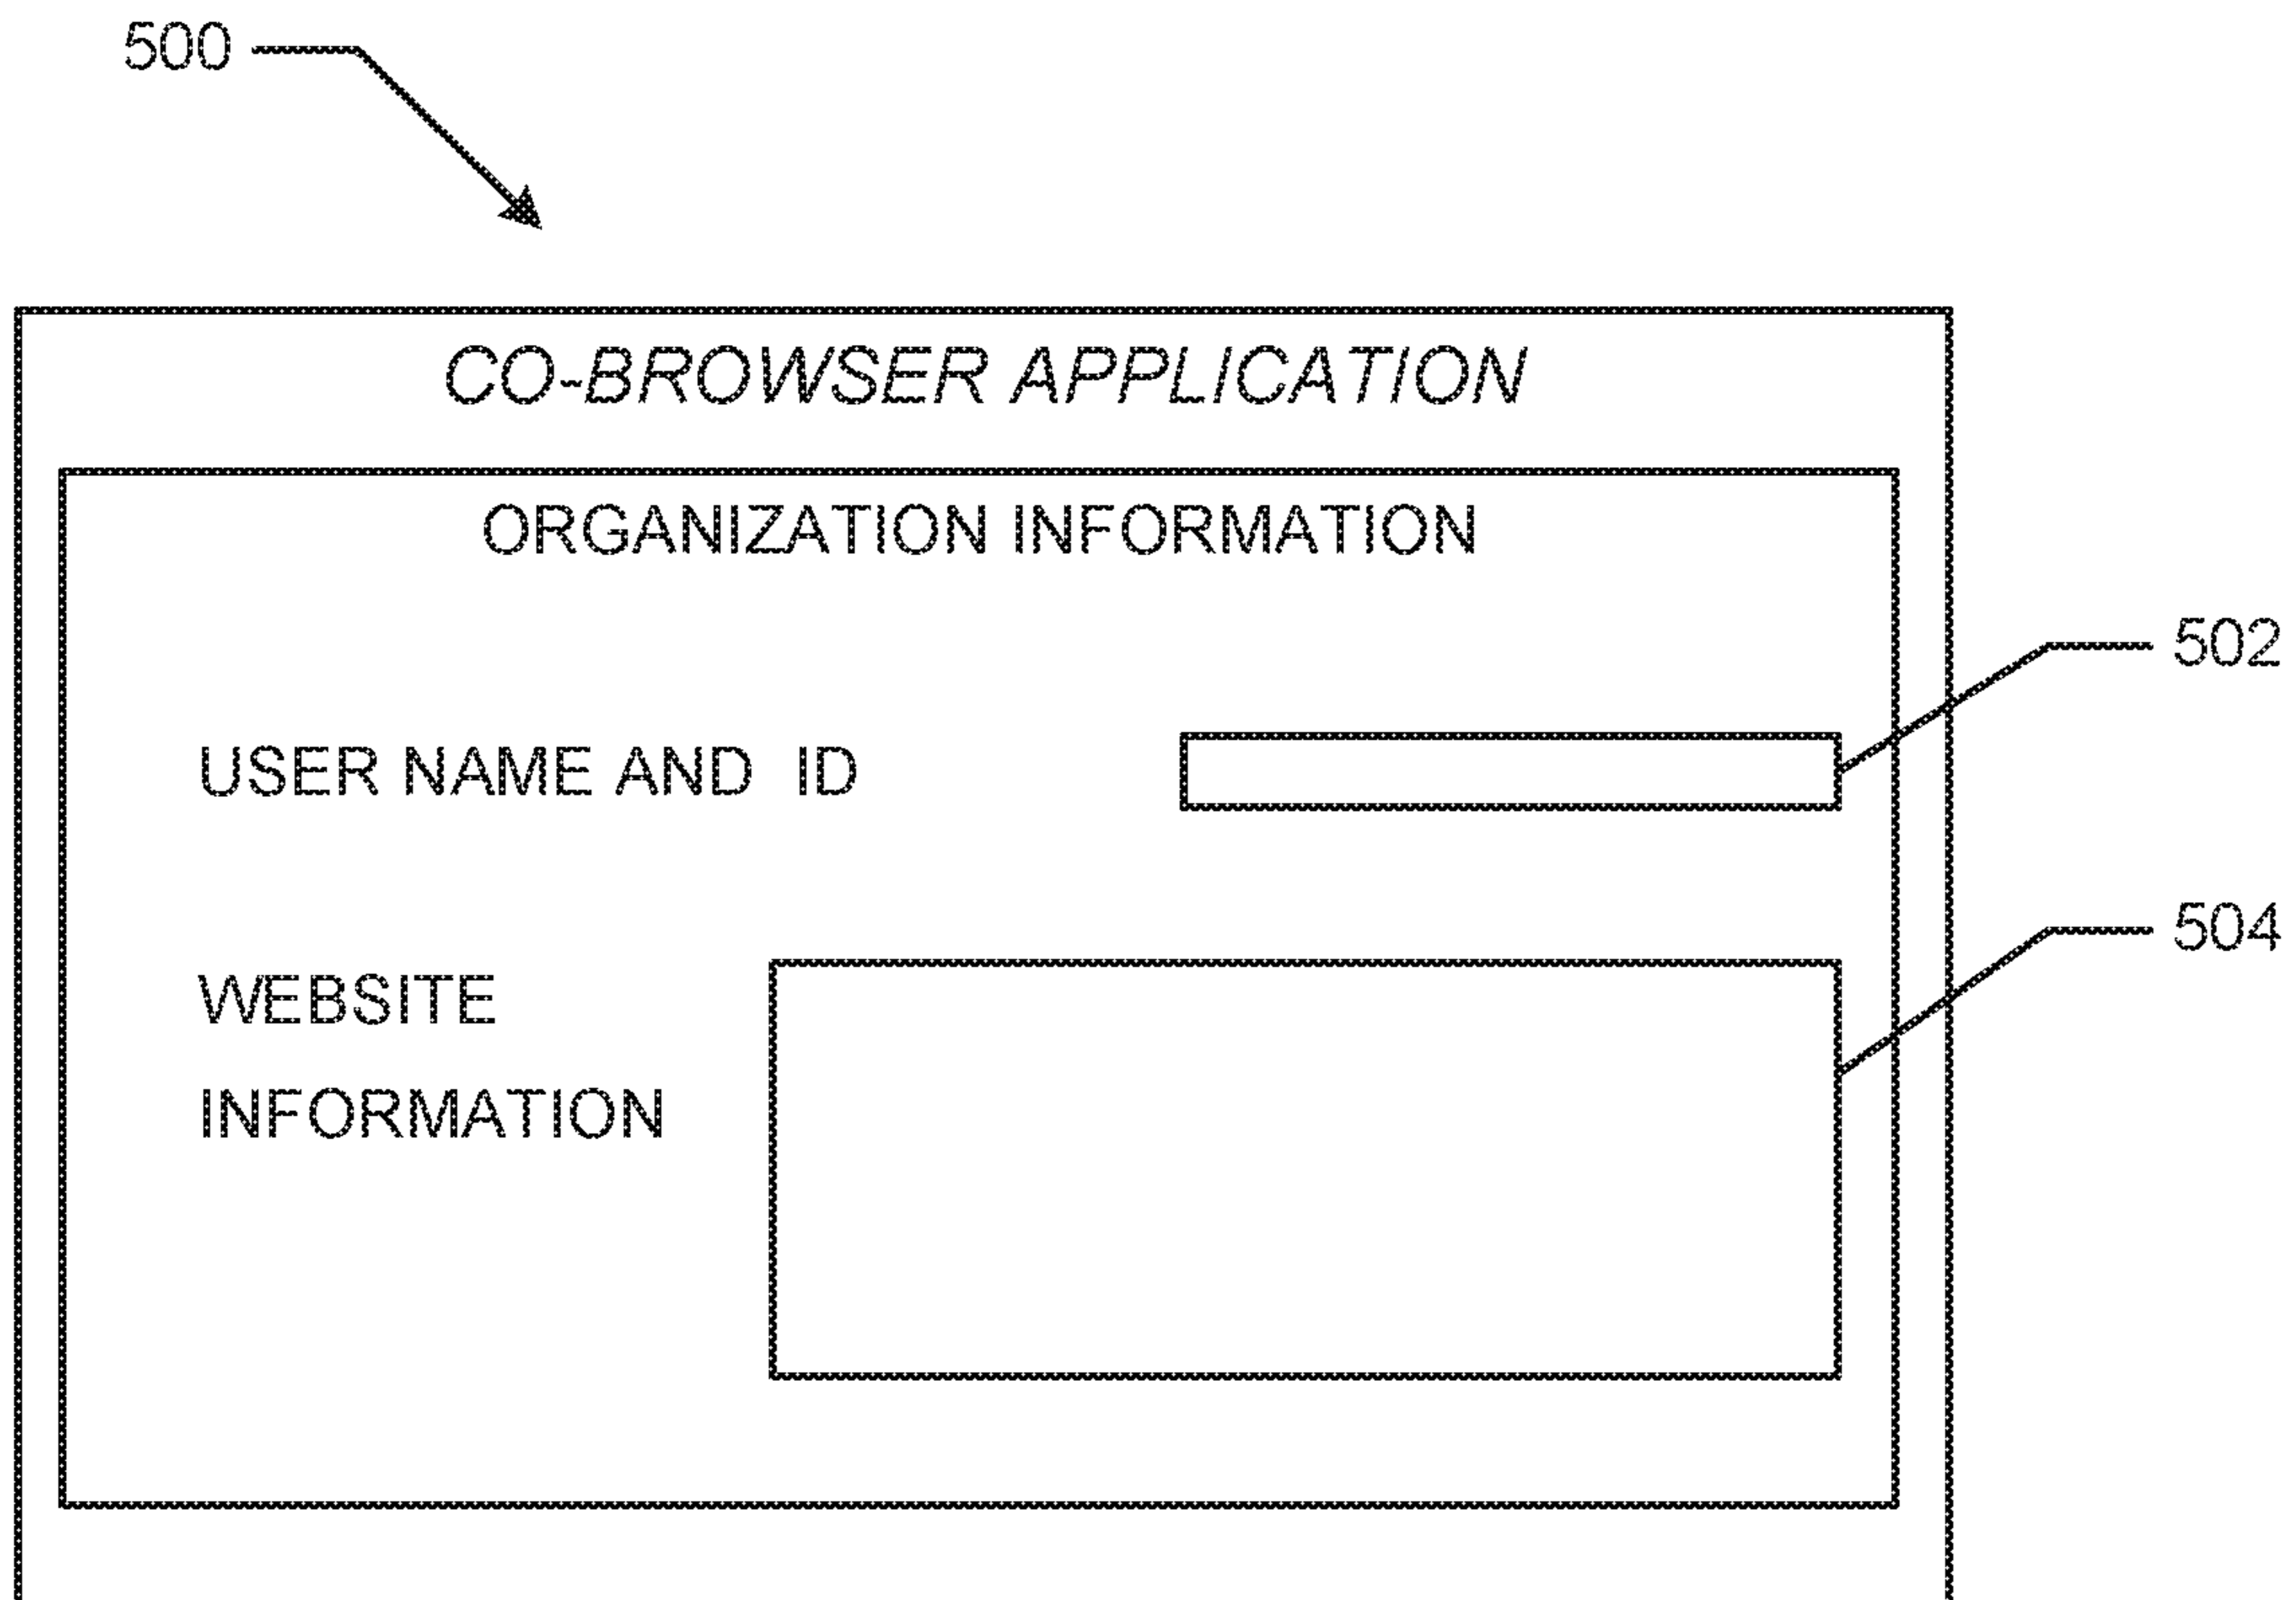 500
CO-BROWSER APPLICATION
ORGANIZATION INFORMATION
502
USER NAME AND ID
504
WEBSITE
INFORMATION